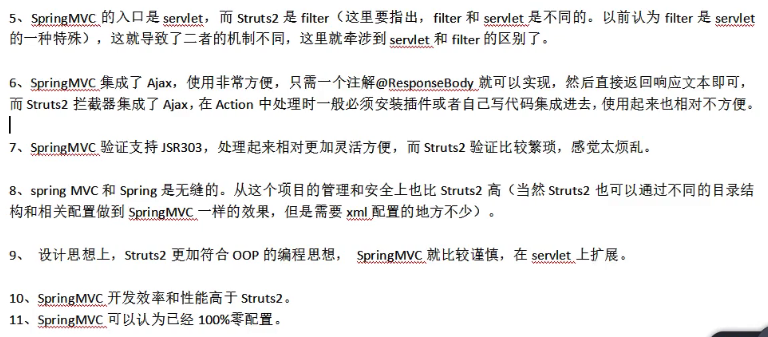 5、SpringMVC 的入口是 servlet，而 Struts2 是 filter（这里要指出，filter 和 servlet 是不同的。以前认为 filter 是 servlet
的一种特殊），这就导致了二者的机制不同，这里就牵涉到 servlet 和 filter 的区别了。
6、SpringMVC 集成了 Ajax，使用非常方便，只需一个注解@ResponseBody 就可以实现，然后直接返回响应文本即可，
而 Struts2 拦截器集成了 Ajax，在 Action 中处理时一般必须安装插件或者自己写代码集成进去，使用起来也相对不方便。
7、SpringMVC 验证支持 JSR303，处理起来相对更加灵活方便，而 Struts2 验证比较繁琐，感觉太烦乱。
8、spring MVC 和 Spring 是无缝的。从这个项目的管理和安全上也比 Struts2 高（当然 Struts2 也可以通过不同的目录结
构和相关配置做到 SpringMVC 一样的效果，但是需要 xml 配置的地方不少）。
9、 设计思想上，Struts2 更加符合 OOP 的编程思想， SpringMVC 就比较谨慎，在 servlet 上扩展。
10、SpringMVC 开发效率和性能高于 Struts2。
11、SpringMVC 可以认为已经 100%零配置。